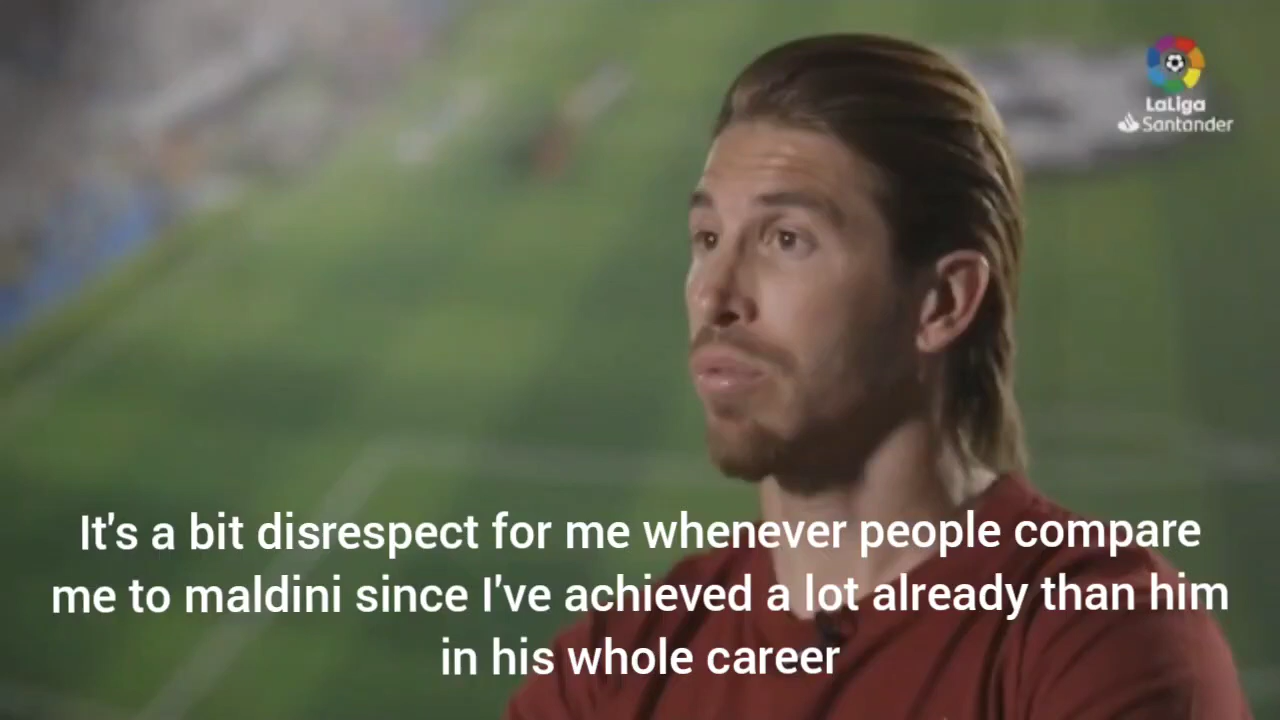 LaLiga
Santander
It's a bit disrespect for me whenever people compare
me to maldini since I've achieved a lot already than him
in his whole career